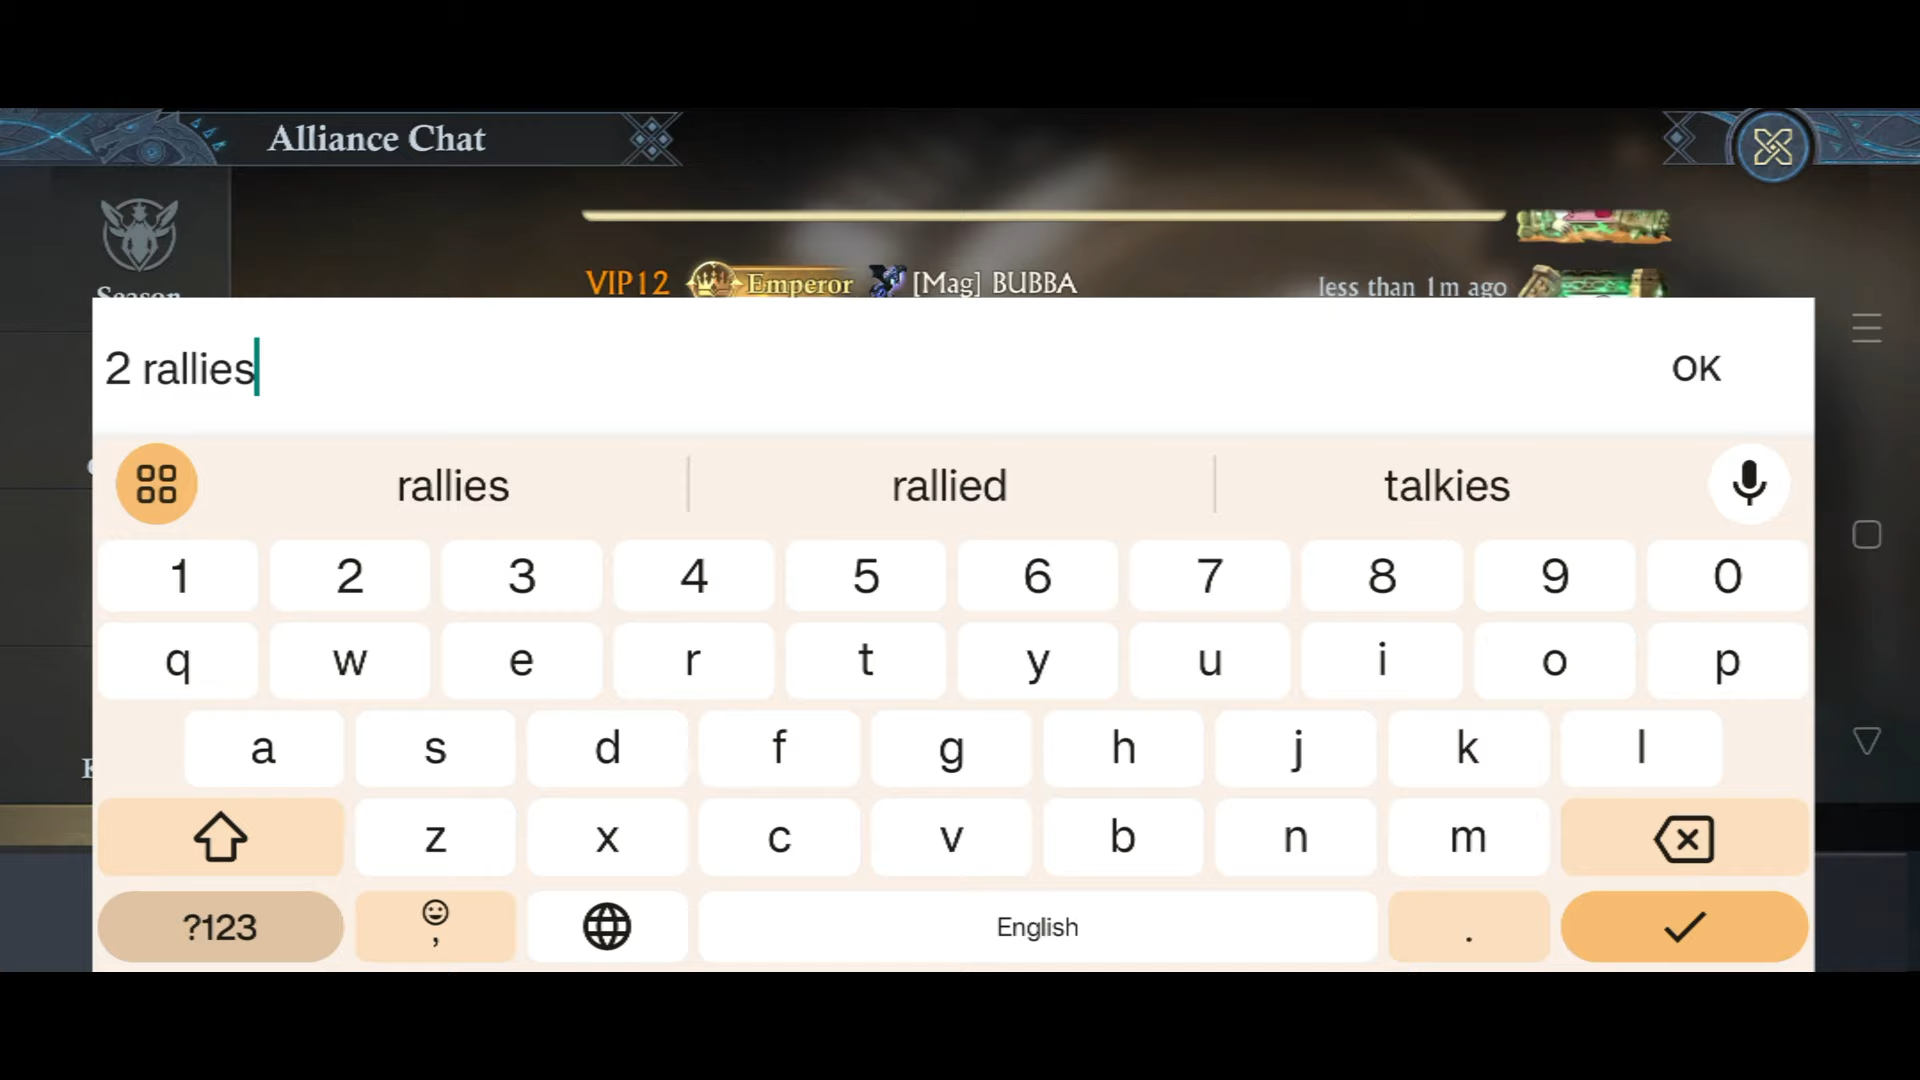 Alliance Chat
Season
VIP12 Emperor [Mag] BUBBA less than 1m ago
2 rallies OK
rallies rallied talkies
1 2 3 4 5 6 7 8 9 0
q w e r t y u i o p
a s d f g h j k l
z x c v b n m
?123 , English .